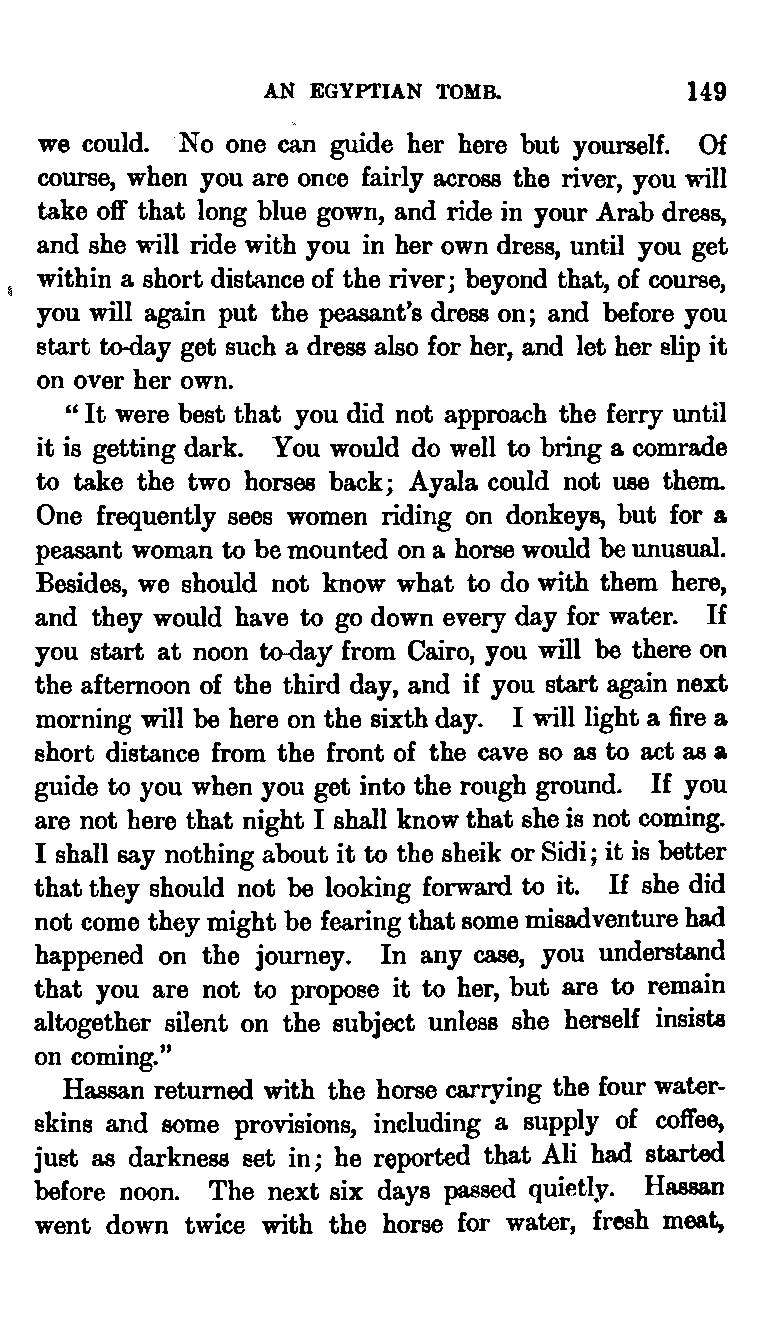 AN EGYPTIAN TOMB. 149
we could. No one can guide her here but yourself. Of
course, when you are once fairly across the river, you will
take off that long blue gown, and ride in your Arab dress,
and she will ride with you in her own dress, until you get
within a short distance of the river; beyond that, of course,
you will again put the peasant's dress on; and before you
start to-day get such a dress also for her, and let her slip it
on over her own.
"It were best that you did not approach the ferry until
it is getting dark. You would do well to bring a comrade
to take the two horses back; Ayala could not use them.
One frequently sees women riding on donkeys, but for a
peasant woman to be mounted on a horse would be unusual.
Besides, we should not know what to do with them here,
and they would have to go down every day for water. If
you start at noon to-day from Cairo, you will be there on
the afternoon of the third day, and if you start again next
morning will be here on the sixth day. I will light a fire a
short distance from the front of the cave so as to act as a
guide to you when you get into the rough ground. If you
are not here that night I shall know that she is not coming.
I shall say nothing about it to the sheik or Sidi; it is better
that they should not be looking forward to it. If she did
not come they might be fearing that some misadventure had
happened on the journey. In any case, you understand
that you are not to propose it to her, but are to remain
altogether silent on the subject unless she herself insists
on coming."
Hassan returned with the horse carrying the four water-
skins and some provisions, including a supply of coffee,
just as darkness set in; he reported that Ali had started
before noon. The next six days passed quietly. Hassan
went down twice with the horse for water, fresh meat,